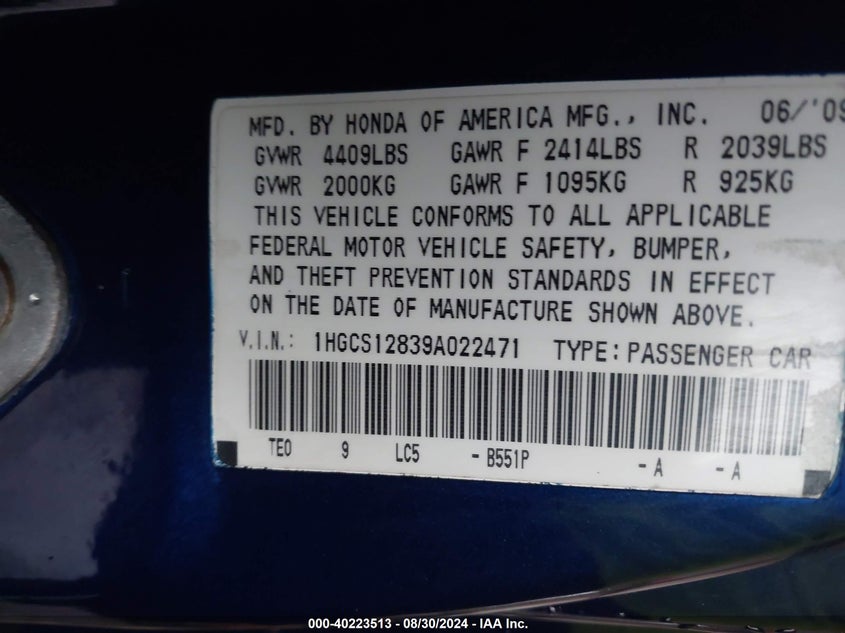 MFD. BY HONDA OF AMERICA MFG., INC. 06/'09
GVWR 4409LBS GAWR F 2414LBS R 2039LBS
GVWR 2000KG GAWR F 1095KG R 925KG
THIS VEHICLE CONFORMS TO ALL APPLICABLE
FEDERAL MOTOR VEHICLE SAFETY, BUMPER,
AND THEFT PREVENTION STANDARDS IN EFFECT
ON THE DATE OF MANUFACTURE SHOWN ABOVE.
V.I.N.: 1HGCS12839A022471 TYPE: PASSENGER CAR
TE0 9 LC5 - B551P - A - A
000-40223513 - 08/30/2024 - IAA Inc.